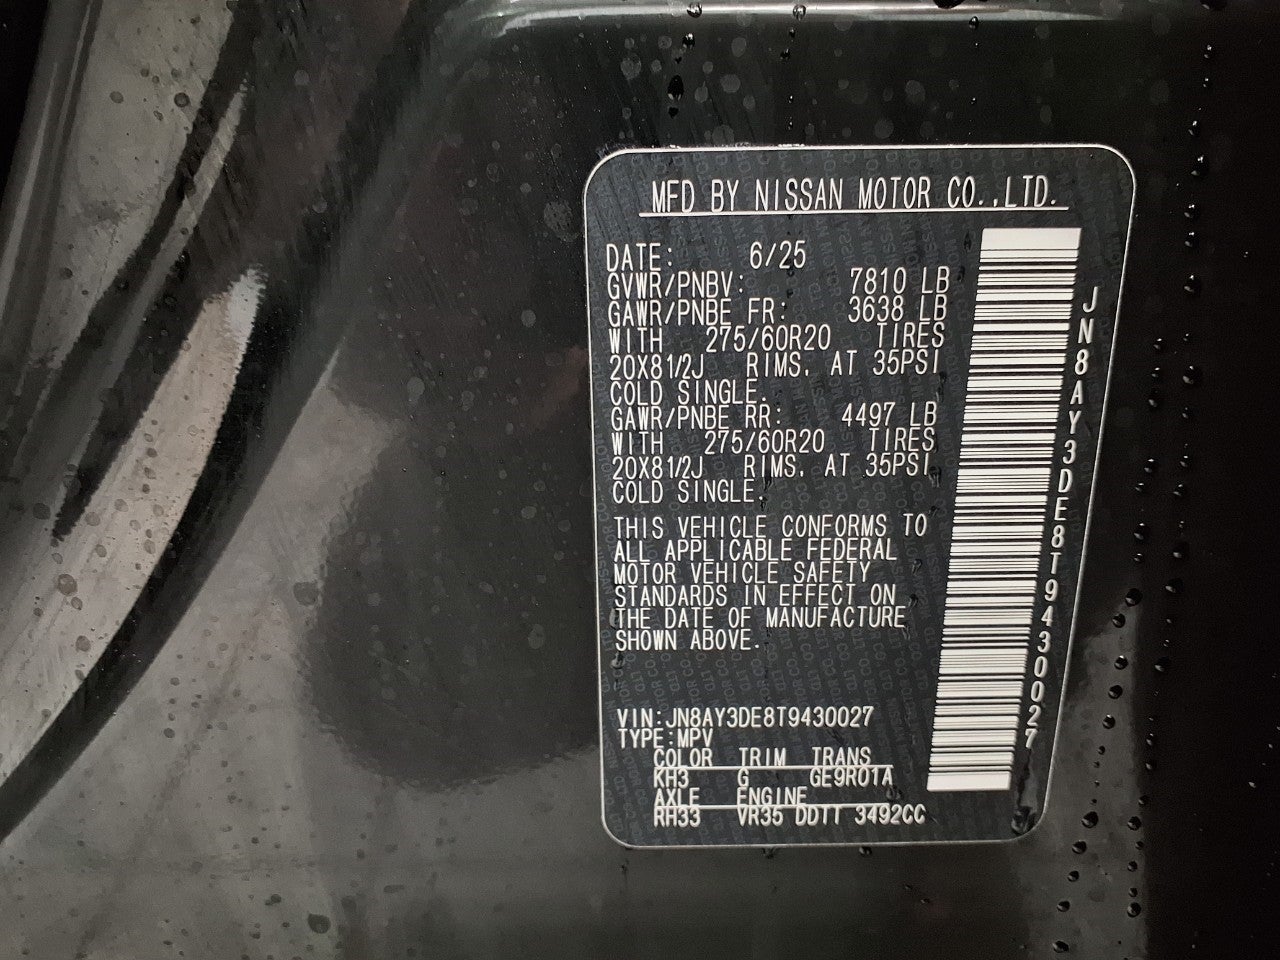 MFD BY NISSAN MOTOR CO.,LTD.
DATE: 6/25
GVWR/PNBV: 7810 LB
GAWR/PNBE FR: 3638 LB
WITH 275/60R20 TIRES
20X81/2J RIMS, AT 35PSI
COLD SINGLE.
GAWR/PNBE RR: 4497 LB
WITH 275/60R20 TIRES
20X81/2J RIMS, AT 35PSI
COLD SINGLE.
THIS VEHICLE CONFORMS TO
ALL APPLICABLE FEDERAL
MOTOR VEHICLE SAFETY
STANDARDS IN EFFECT ON
THE DATE OF MANUFACTURE
SHOWN ABOVE.
VIN:JN8AY3DE8T9430027
TYPE:MPV
COLOR TRIM TRANS
KH3 G GE9R01A
AXLE ENGINE
RH33 VR35 DDTT 3492CC
JN8AY3DE8T9430027